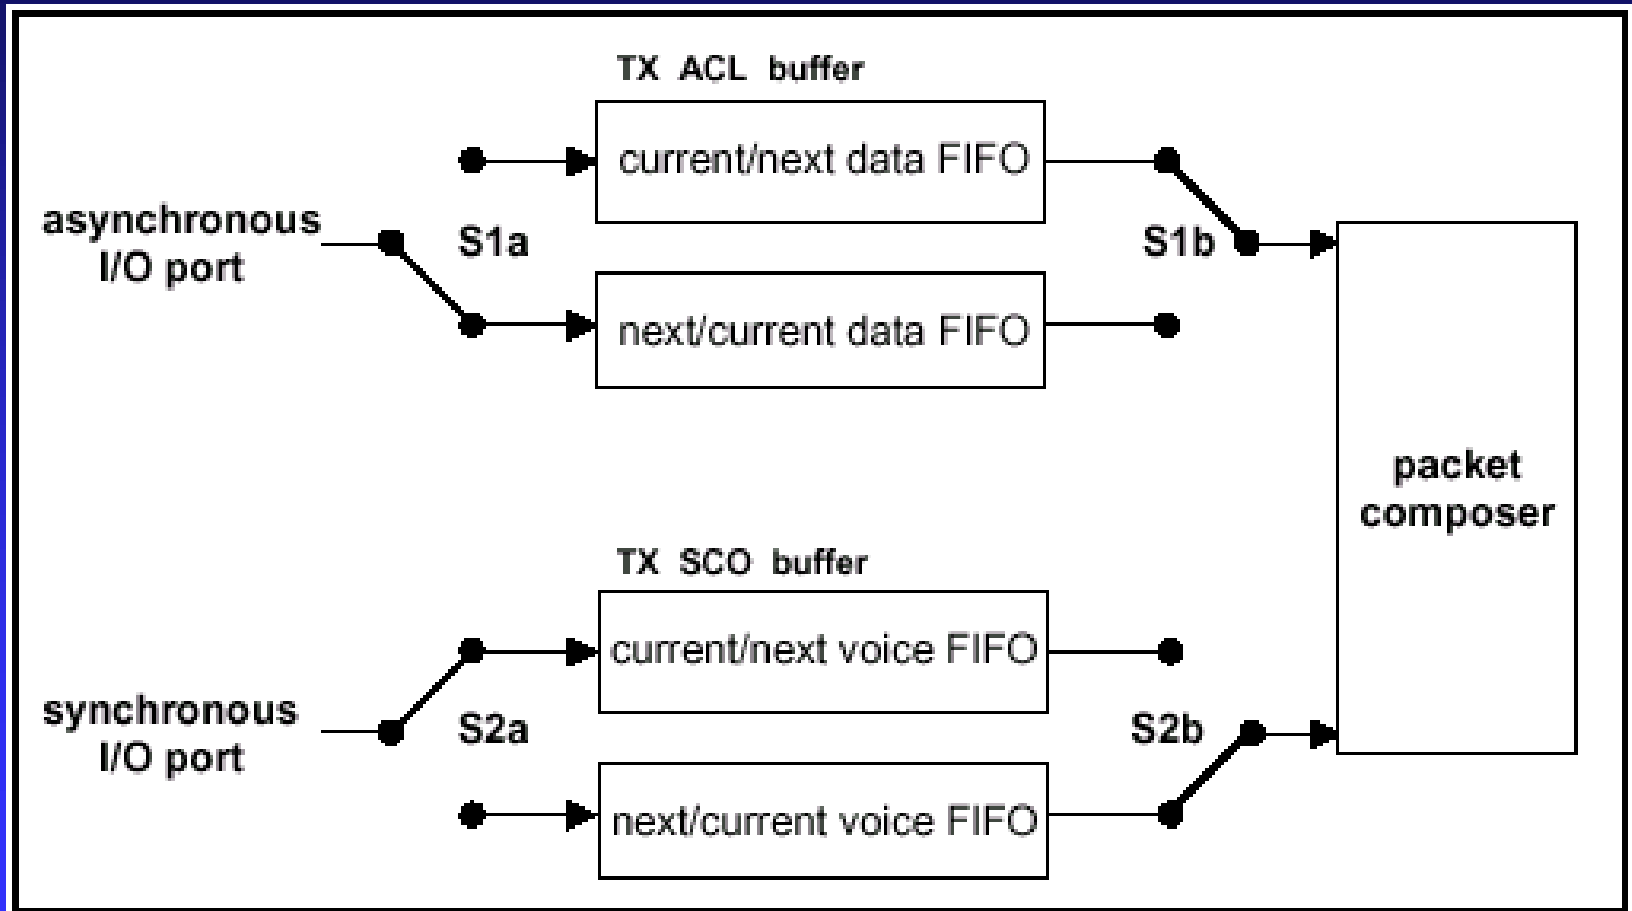 TX ACL buffer
current/next data FIFO
asynchronous
I/O port
S1a
S1b
next/current data FIFO
packet
composer
TX SCO buffer
current/next voice FIFO
synchronous
I/O port
S2a
S2b
next/current voice FIFO